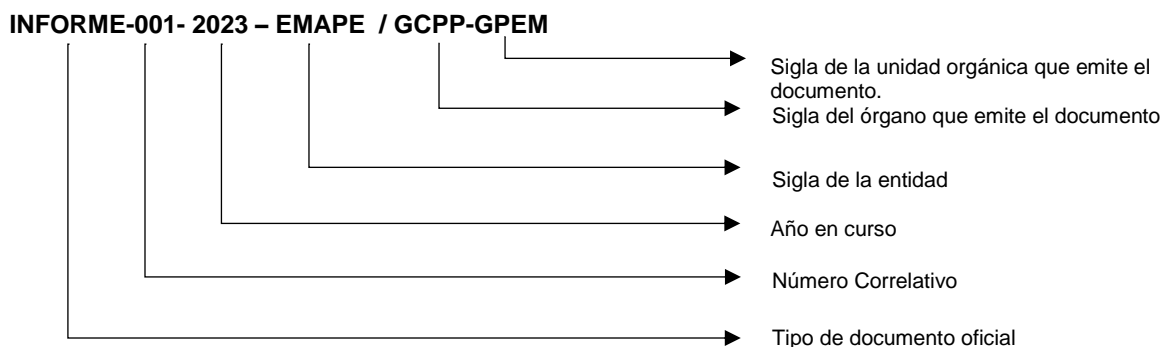 INFORME-001- 2023 – EMAPE / GCPP-GPEM
Sigla de la unidad orgánica que emite el
documento.
Sigla del órgano que emite el documento
Sigla de la entidad
Año en curso
Número Correlativo
Tipo de documento oficial